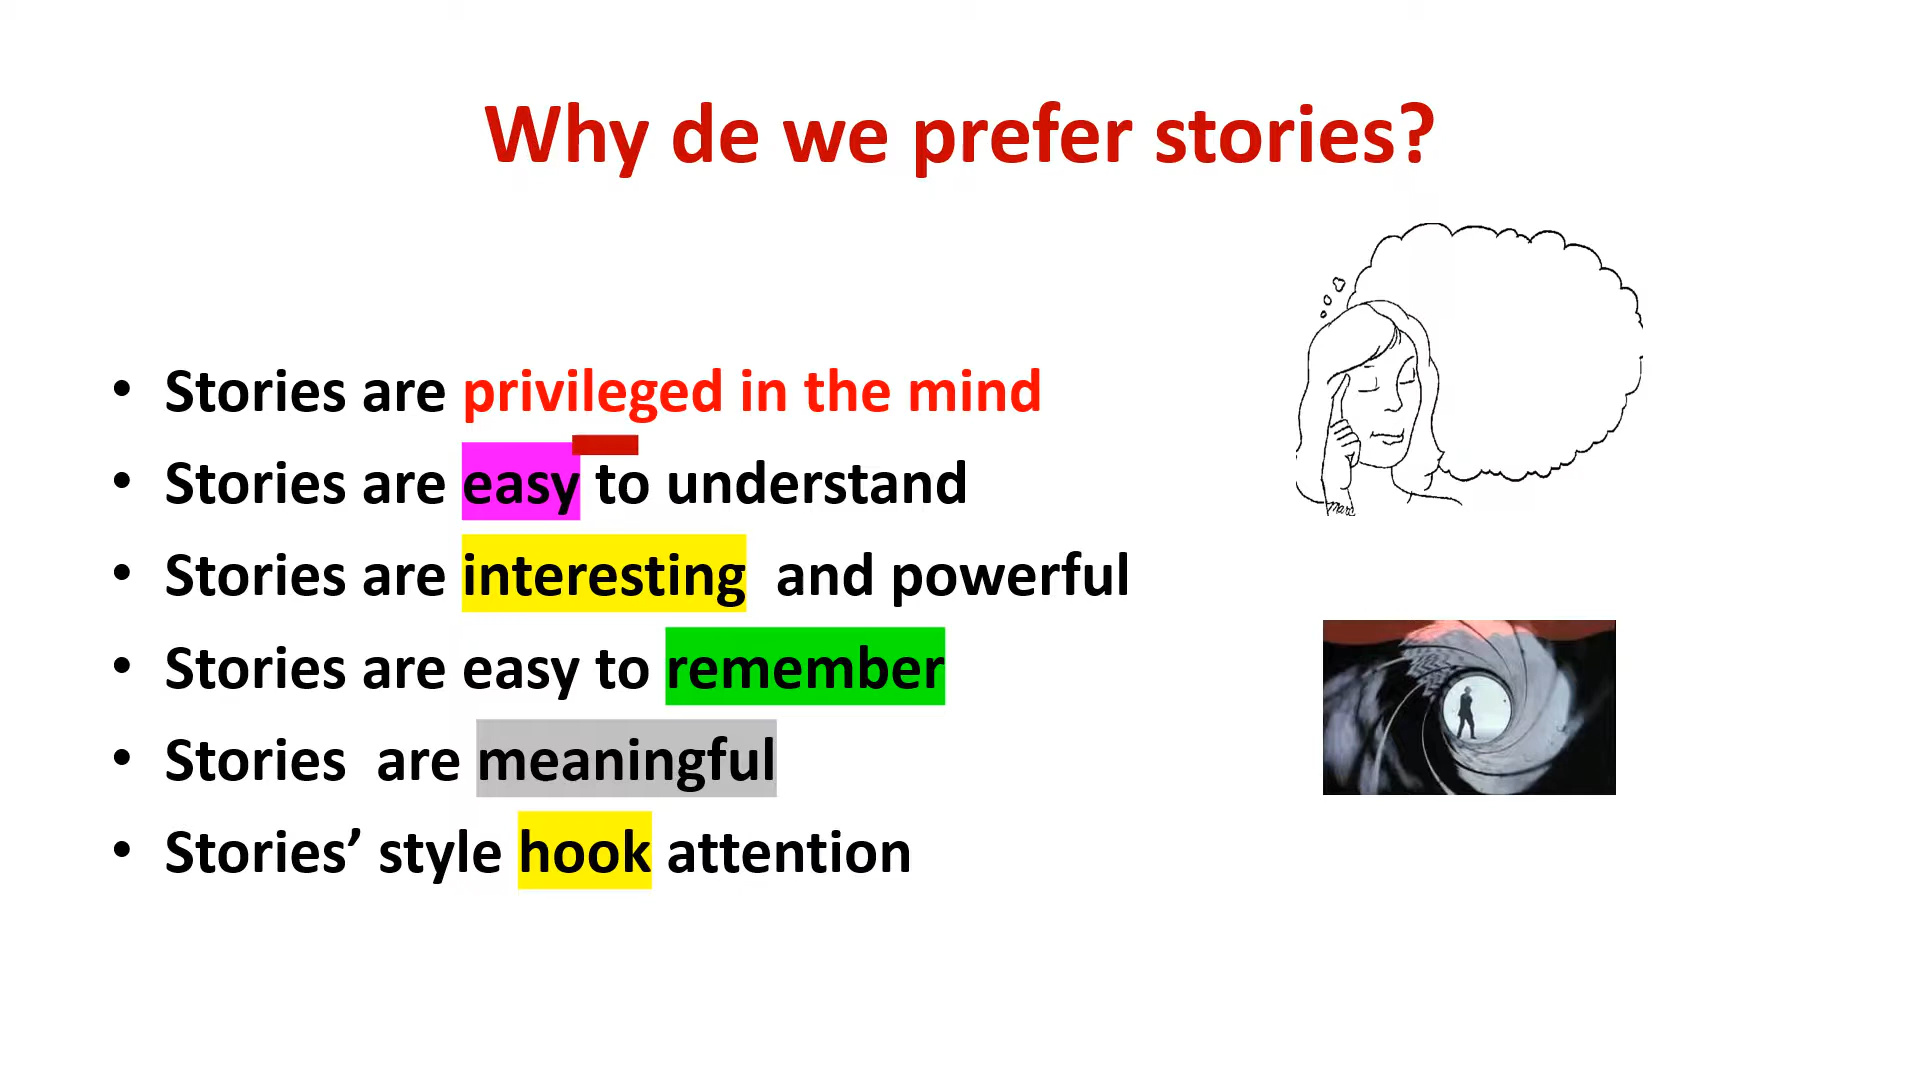 Why de we prefer stories?
• Stories are privileged in the mind
• Stories are easy to understand
• Stories are interesting  and powerful
• Stories are easy to remember
• Stories  are meaningful
• Stories’ style hook attention